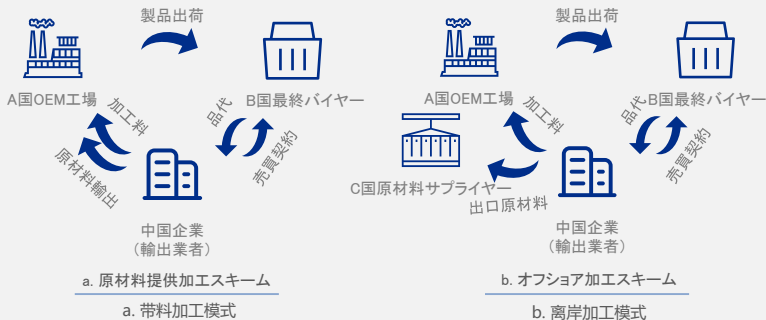 製品出荷
A国OEM工場
B国最終バイヤー
加工料
原材料輸出
品代
売買契約
中国企業
（輸出業者）
a. 原材料提供加工スキーム
a. 带料加工模式
製品出荷
A国OEM工場
B国最終バイヤー
加工料
品代
売買契約
C国原材料サプライヤー
出口原材料
中国企業
（輸出業者）
b. オフショア加工スキーム
b. 离岸加工模式